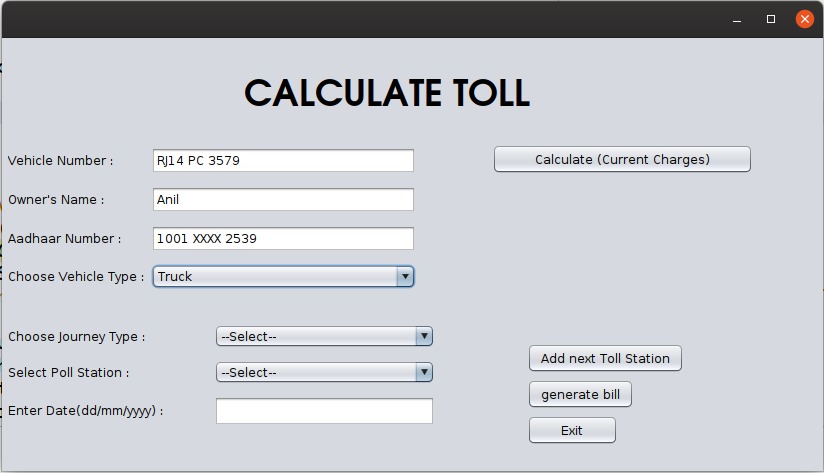 CALCULATE TOLL
Vehicle Number : RJ14 PC 3579 Calculate (Current Charges)
Owner's Name : Anil
Aadhaar Number : 1001 XXXX 2539
Choose Vehicle Type : Truck
Choose Journey Type : --Select--
Add next Toll Station
Select Poll Station : --Select--
generate bill
Enter Date(dd/mm/yyyy) :
Exit